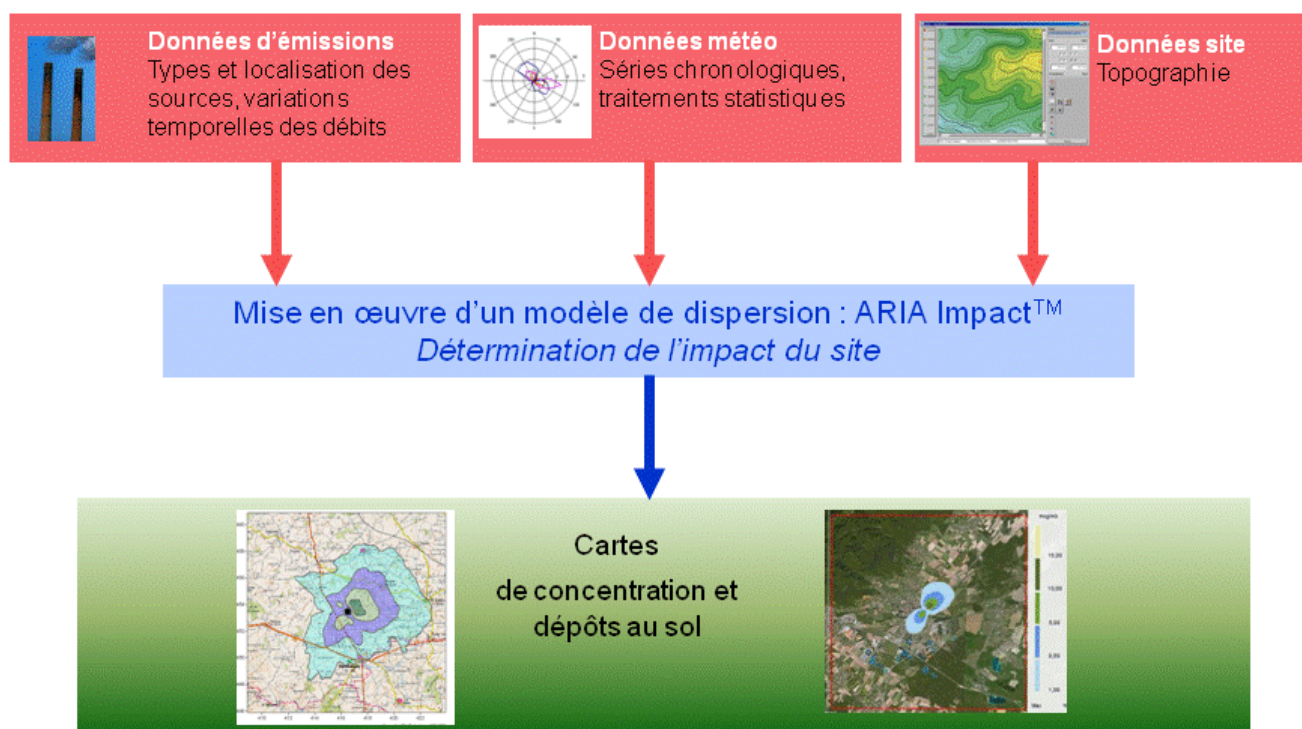 Données d'émissions
Types et localisation des
sources, variations
temporelles des débits
Données météo
Séries chronologiques,
traitements statistiques
Données site
Topographie
Mise en œuvre d'un modèle de dispersion : ARIA Impact™
Détermination de l'impact du site
Cartes
de concentration et
dépôts au sol